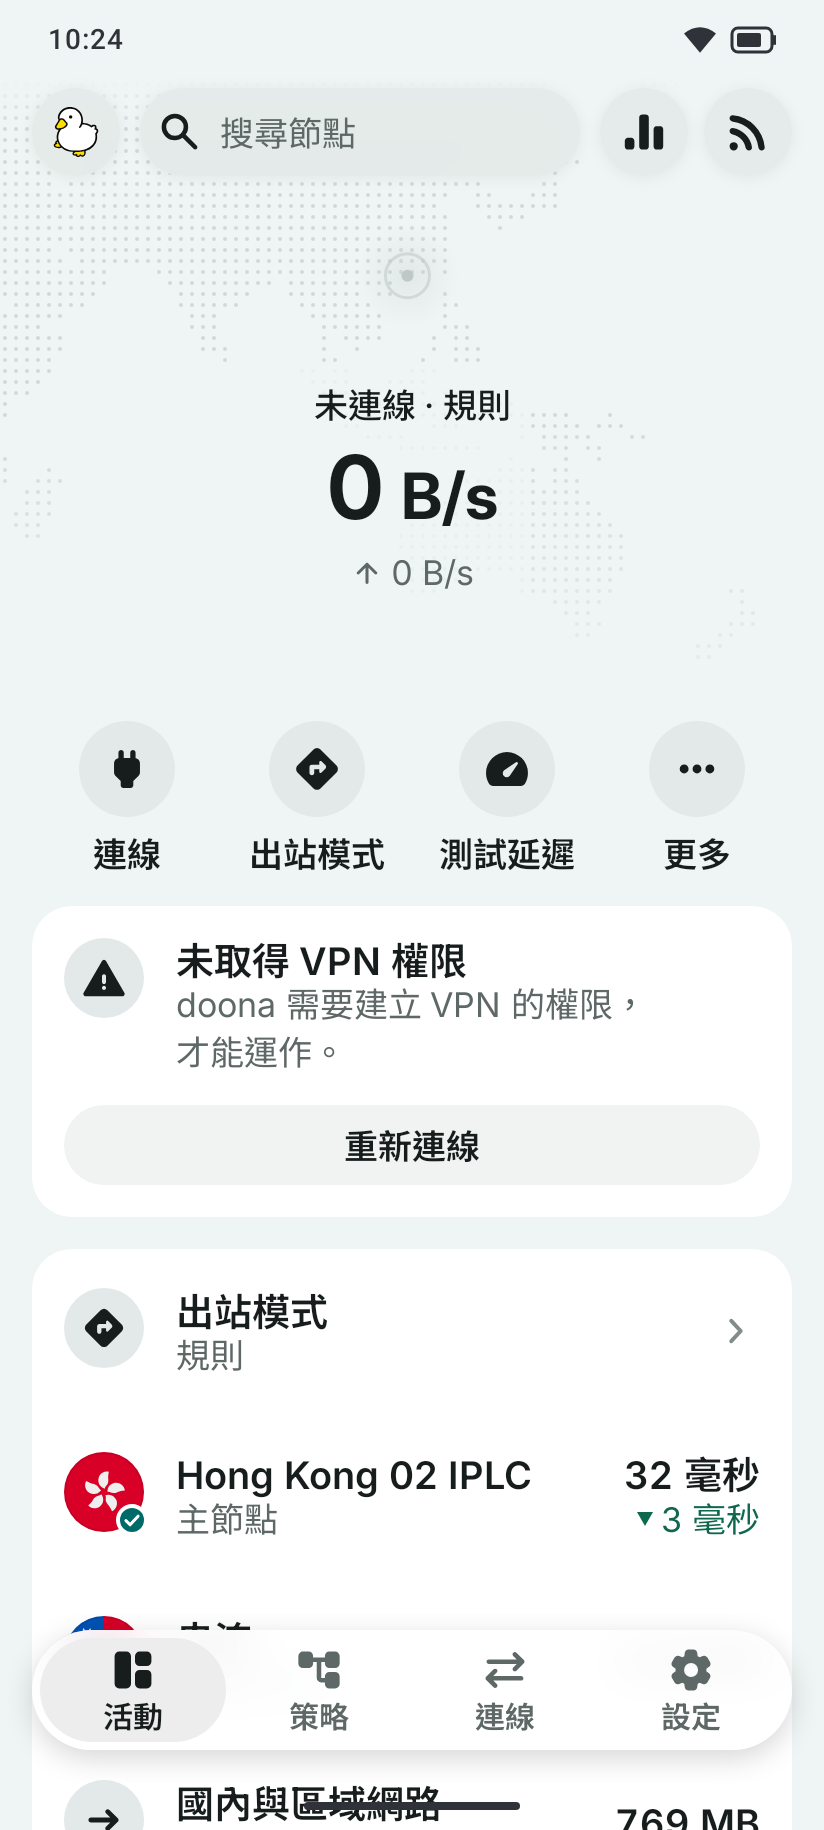 10:24
搜尋節點
未連線 · 規則
0 B/s
↑ 0 B/s
連線
出站模式
測試延遲
更多
未取得 VPN 權限
doona 需要建立 VPN 的權限，
才能運作。
重新連線
出站模式
規則
Hong Kong 02 IPLC
32 毫秒
主節點
▼3 毫秒
活動
策略
連線
設定
國內與區域網路
769 MB